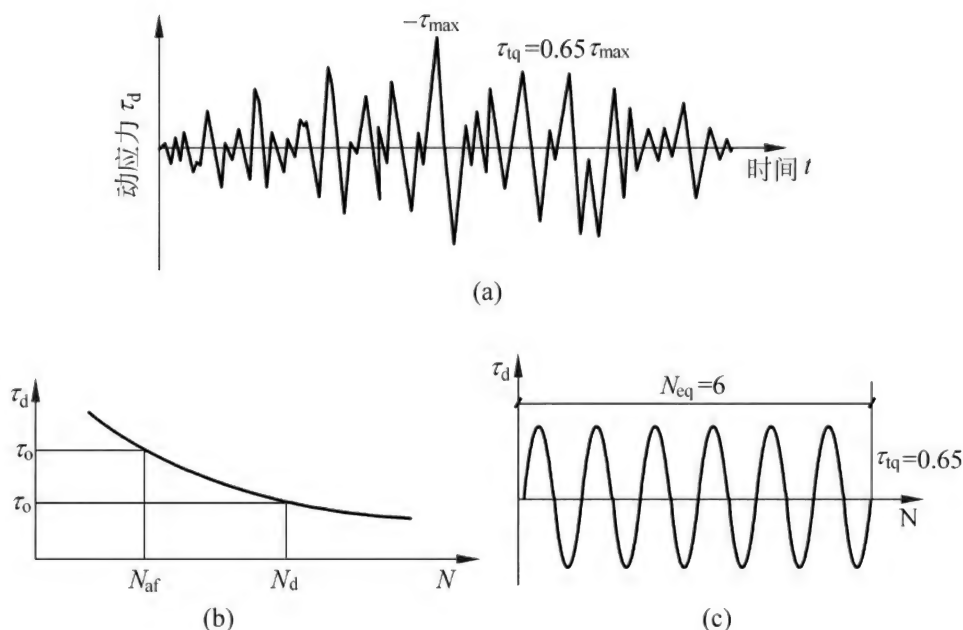 −τmax
τtq=0.65τmax
动应力 τd
时间 t
(a)
τd
τo
τo
Naf
Nd
N
(b)
τd
Neq=6
τtq=0.65
N
(c)